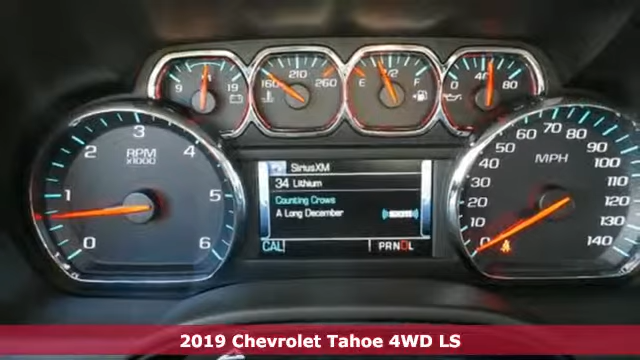 9 19
160 210 260
E 1/2 F
0 40 80
0 1 2 3 4 5 6
RPM
x1000
SiriusXM
34 Lithium
Counting Crows
A Long December
CAL!
PRNDL
0 10 20 30 40 50 60 70 80 90 100 110 120 130 140
MPH
2019 Chevrolet Tahoe 4WD LS